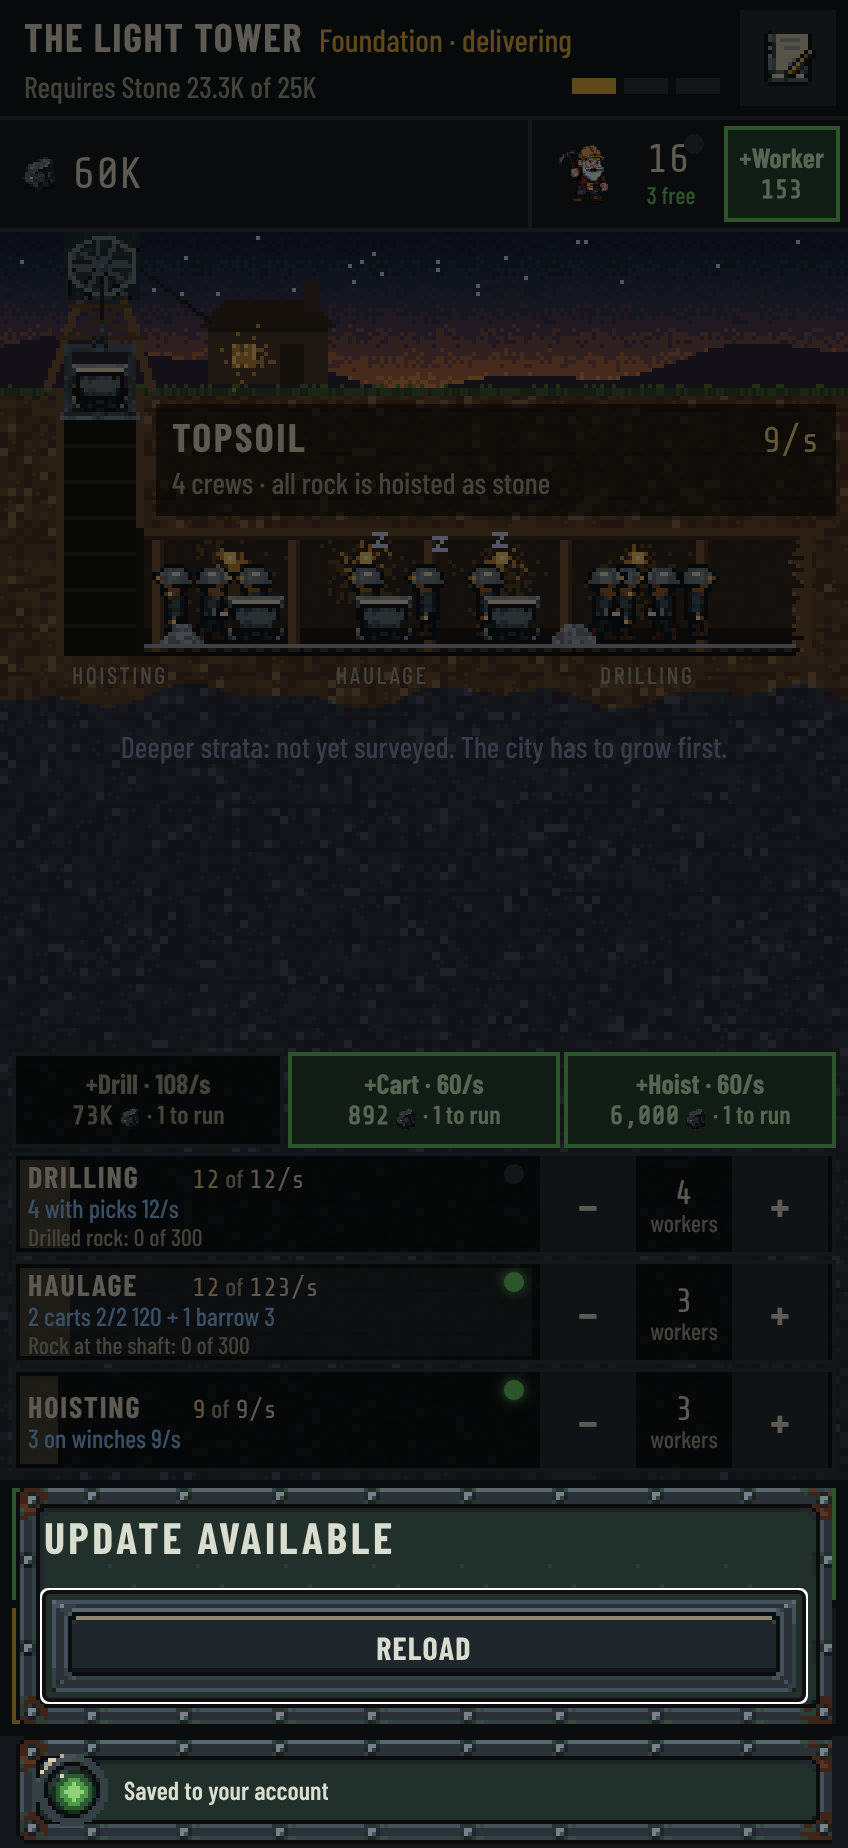 THE LIGHT TOWER Foundation · delivering
Requires Stone 23.3K of 25K
60K
16
3 free
+Worker
153
TOPSOIL 9/s
4 crews · all rock is hoisted as stone
Z Z Z
HOISTING HAULAGE DRILLING
Deeper strata: not yet surveyed. The city has to grow first.
+Drill · 108/s
73K · 1 to run
+Cart · 60/s
892 · 1 to run
+Hoist · 60/s
6,000 · 1 to run
DRILLING 12 of 12/s
4 with picks 12/s
Drilled rock: 0 of 300
− 4 +
workers
HAULAGE 12 of 123/s
2 carts 2/2 120 + 1 barrow 3
Rock at the shaft: 0 of 300
− 3 +
workers
HOISTING 9 of 9/s
3 on winches 9/s
− 3 +
workers
UPDATE AVAILABLE
RELOAD
Saved to your account